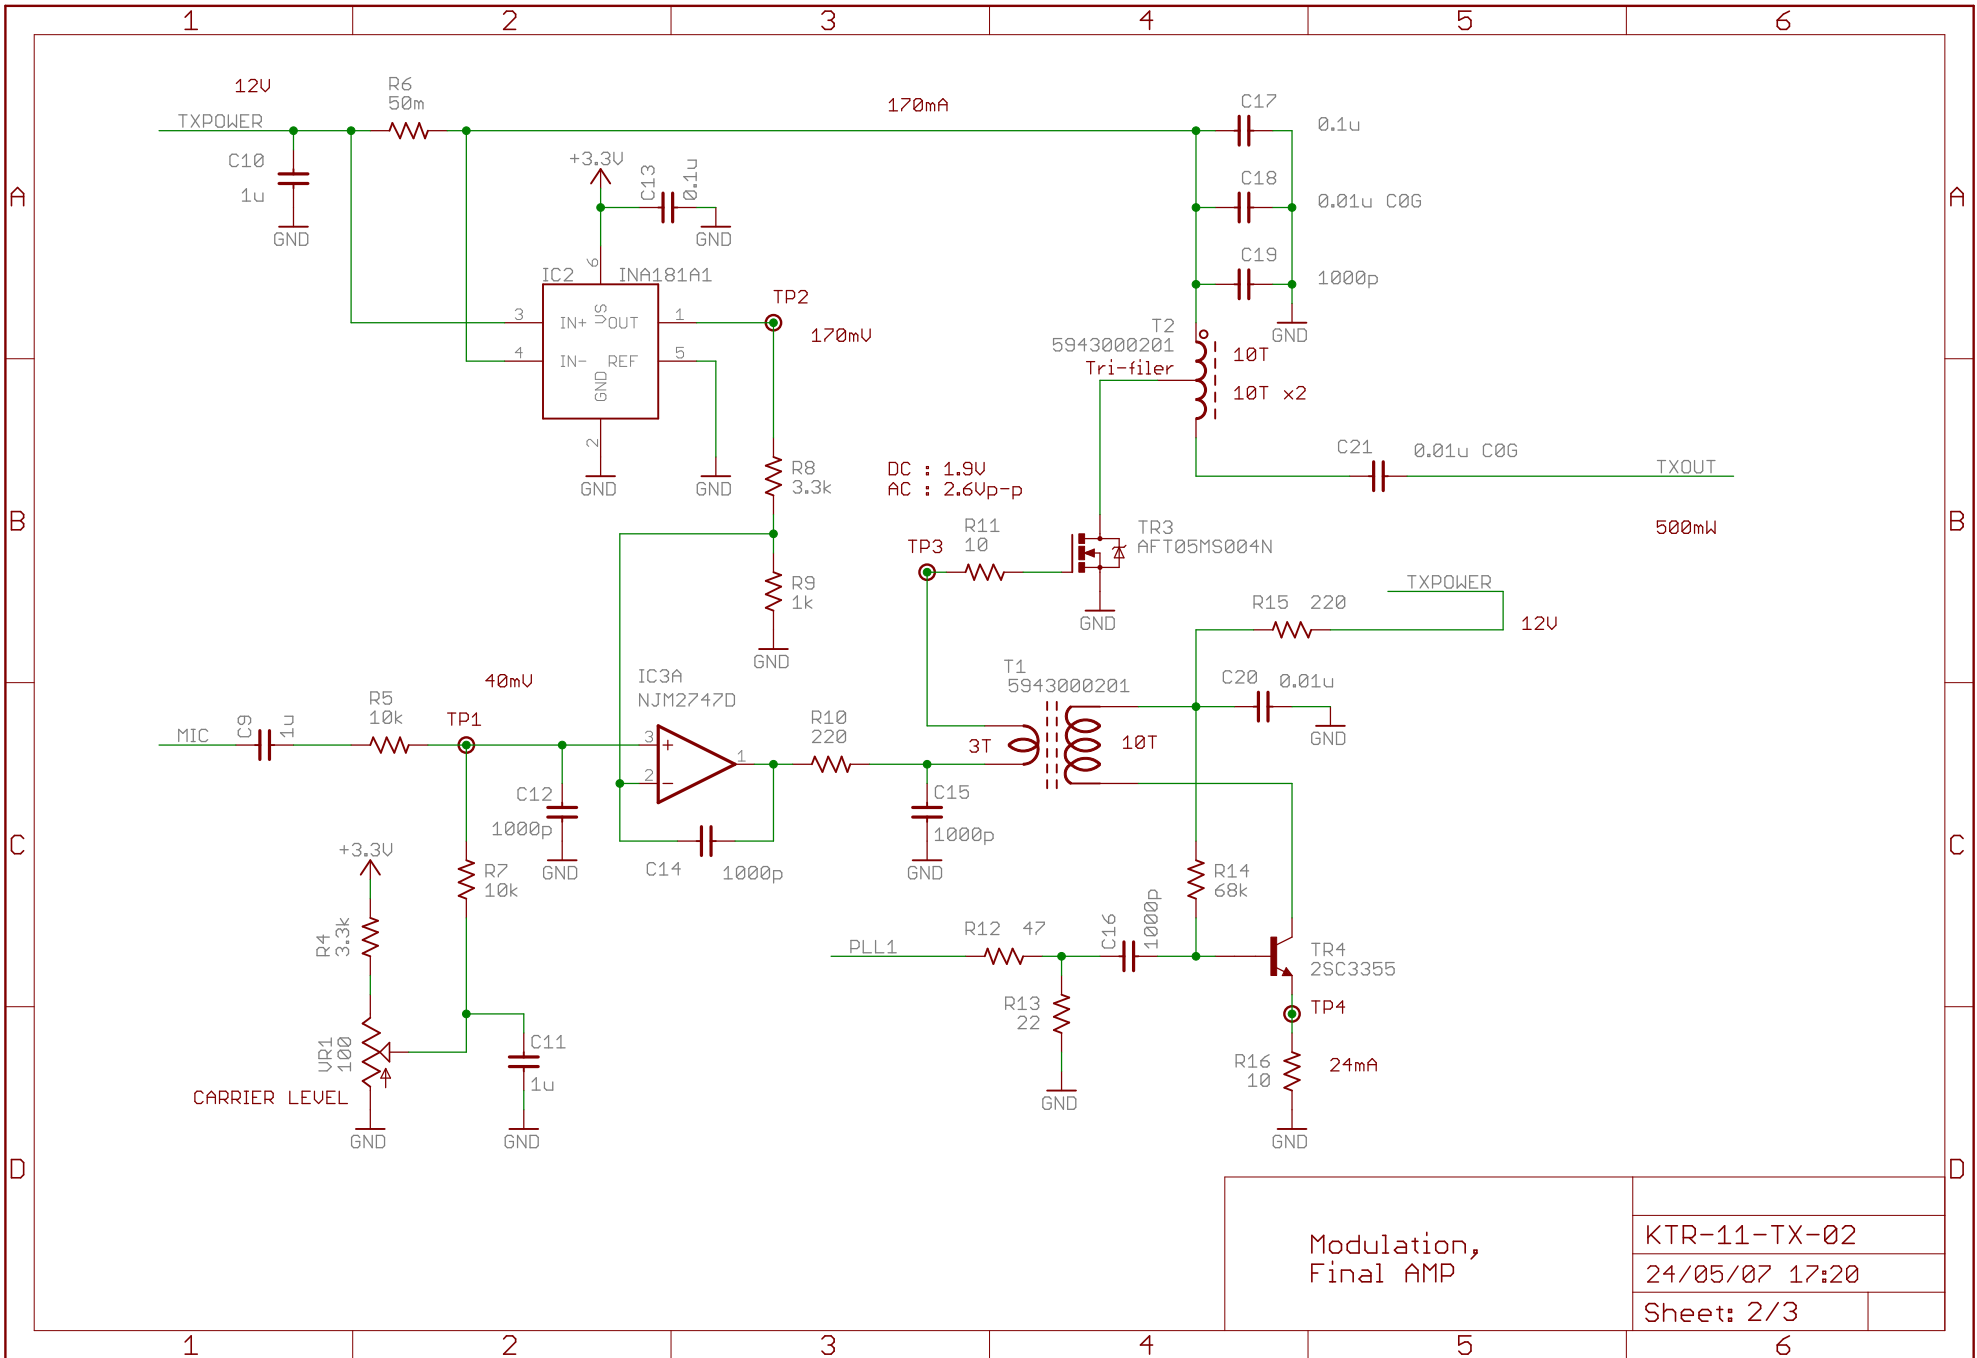 1 2 3 4 5 6
A A
B B
C C
D D
12V
TXPOWER
R6
50m
170mA
C10
1u
GND
+3.3V
C13
0.1u
GND
IC2
INA181A1
6
VS
3
IN+
OUT
1
4
IN-
REF
5
GND
2
GND
GND
TP2
170mV
C17
0.1u
C18
0.01u C0G
C19
1000p
GND
T2
5943000201
Tri-filer
10T
10T x2
C21
0.01u C0G
TXOUT
500mW
R8
3.3k
R9
1k
GND
DC : 1.9V
AC : 2.6Vp-p
TP3
R11
10
TR3
AFT05MS004N
GND
TXPOWER
R15 220
12V
MIC
C9
1u
R5
10k
40mV
TP1
IC3A
NJM2747D
3
+
2
-
1
C12
1000p
GND
C14
1000p
R10
220
C15
1000p
GND
T1
5943000201
3T
10T
C20
0.01u
GND
+3.3V
R4
3.3k
VR1
100
CARRIER LEVEL
GND
R7
10k
C11
1u
GND
PLL1
R12 47
R13
22
GND
C16
1000p
R14
68k
TR4
2SC3355
TP4
R16
10
24mA
GND
Modulation,
Final AMP
KTR-11-TX-02
24/05/07 17:20
Sheet: 2/3
1 2 3 4 5 6